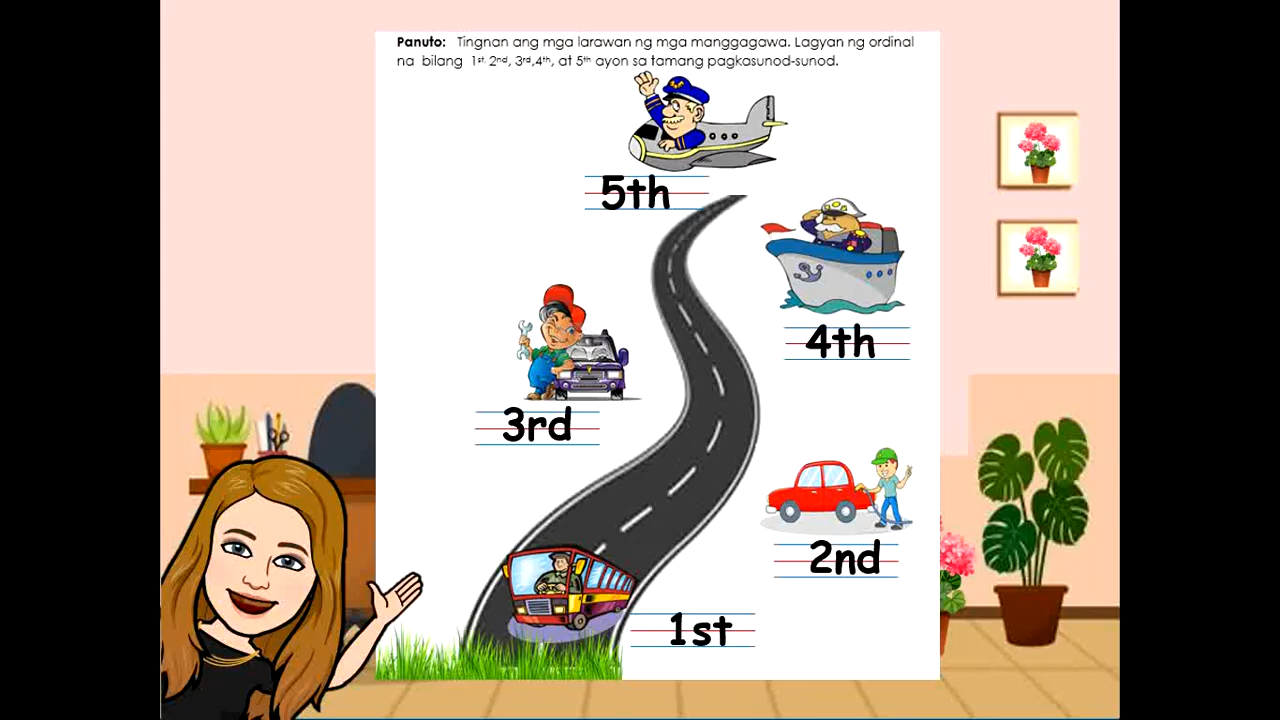 Panuto: Tingnan ang mga larawan ng mga manggagawa. Lagyan ng ordinal
na bilang 1st, 2nd, 3rd,4th, at 5th ayon sa tamang pagkasunod-sunod.
5th
4th
3rd
2nd
1st